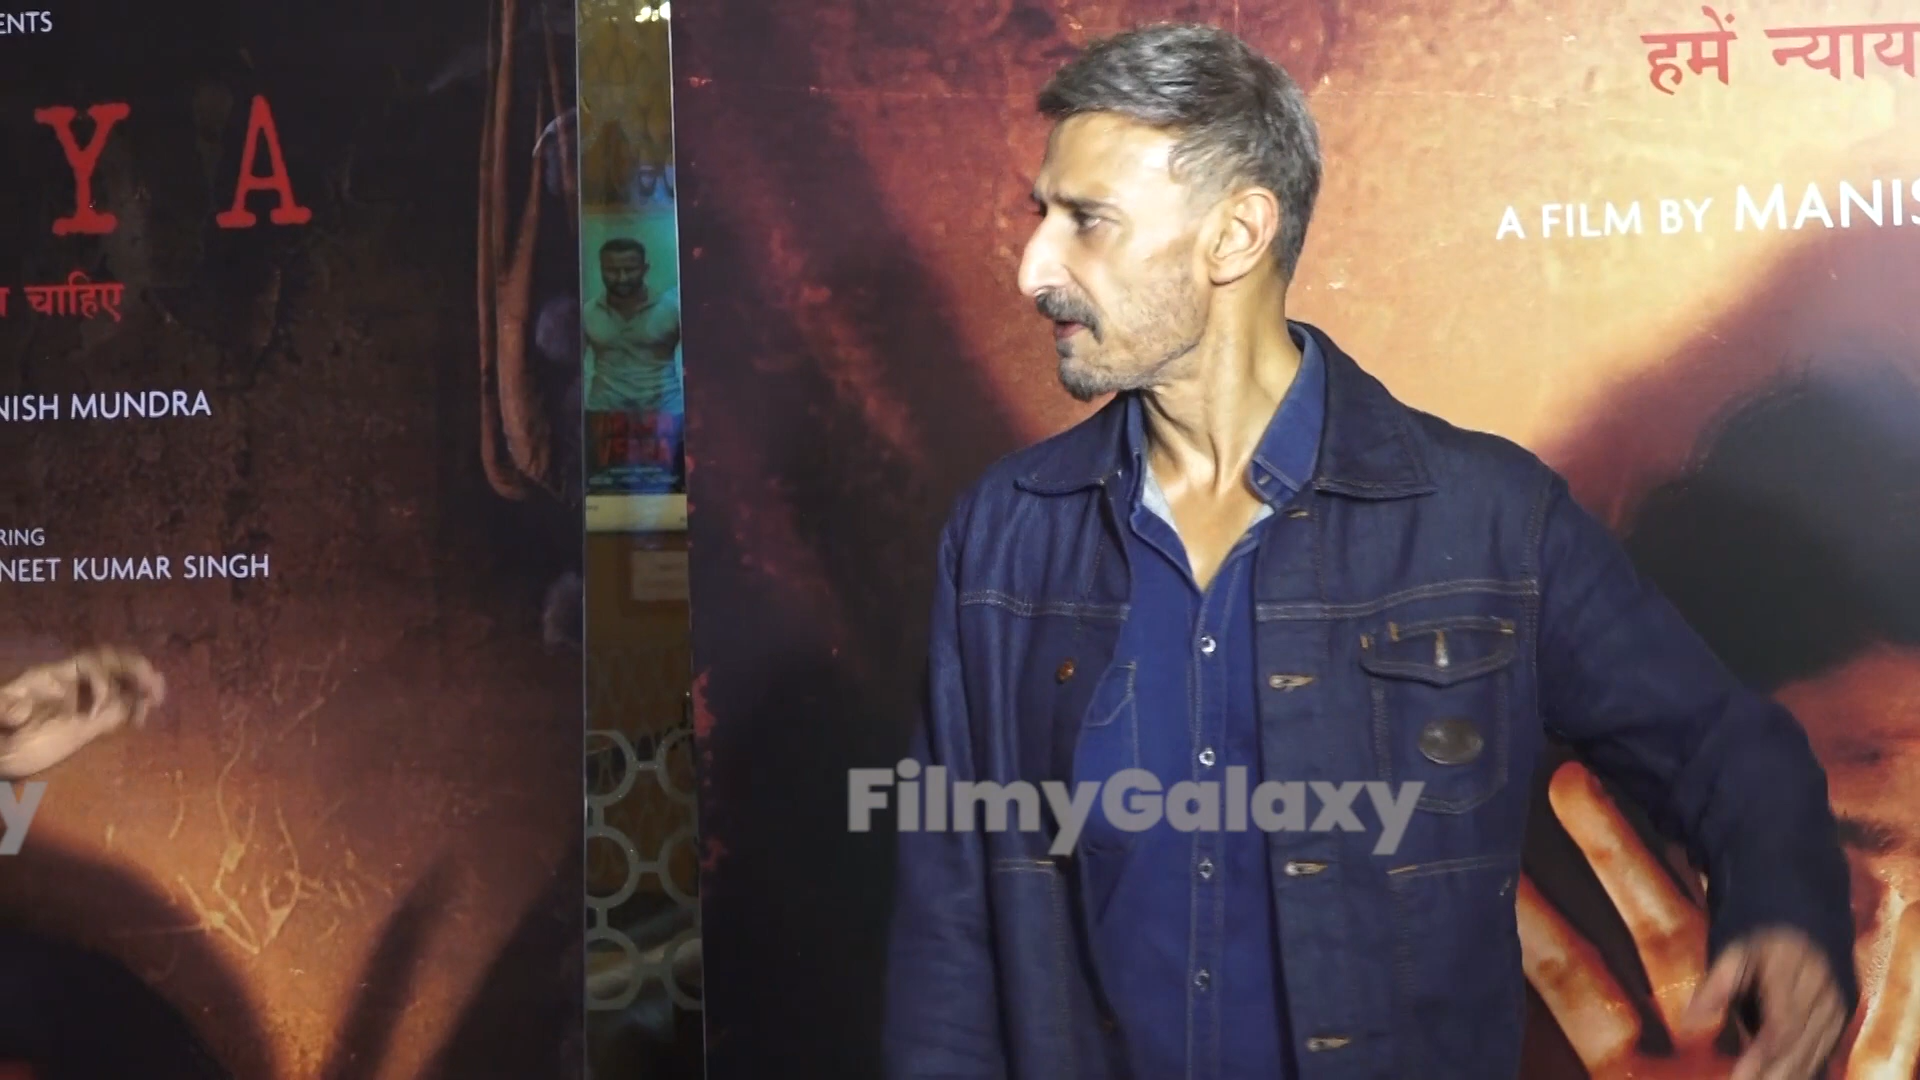 ENTS
Y A
चाहिए
NISH MUNDRA
RING
NEET KUMAR SINGH
हमें न्याय
A FILM BY MANIS
FilmyGalaxy
y